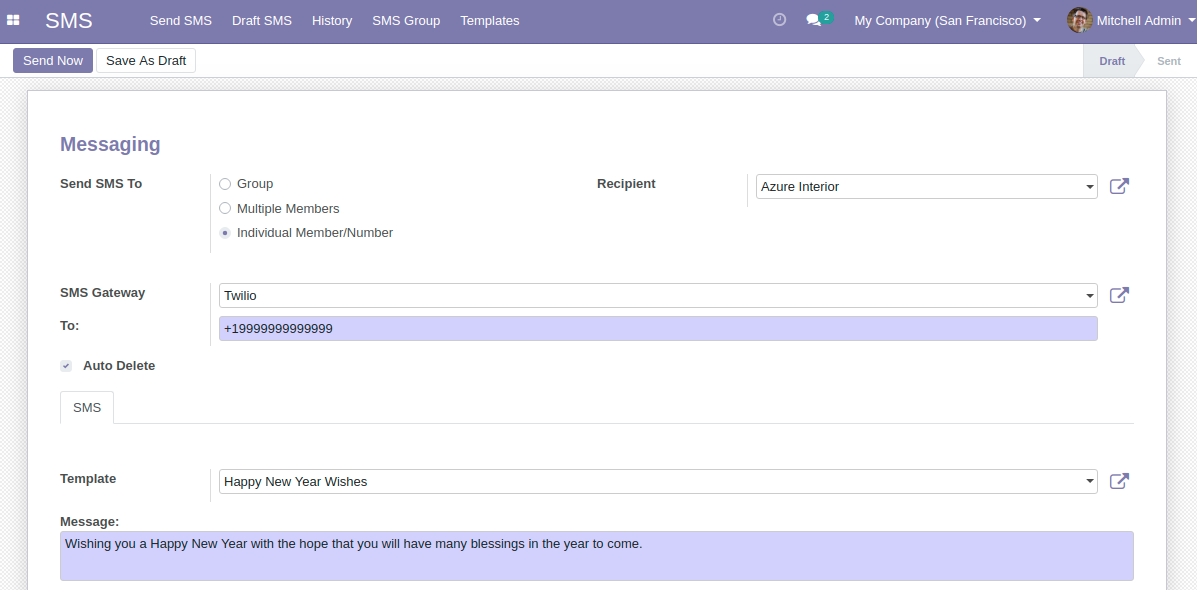 SMS Send SMS Draft SMS History SMS Group Templates 2 My Company (San Francisco) Mitchell Admin
Send Now Save As Draft Draft Sent
Messaging
Send SMS To Group Recipient Azure Interior
Multiple Members
Individual Member/Number
SMS Gateway Twilio
To: +19999999999999
Auto Delete
SMS
Template Happy New Year Wishes
Message:
Wishing you a Happy New Year with the hope that you will have many blessings in the year to come.